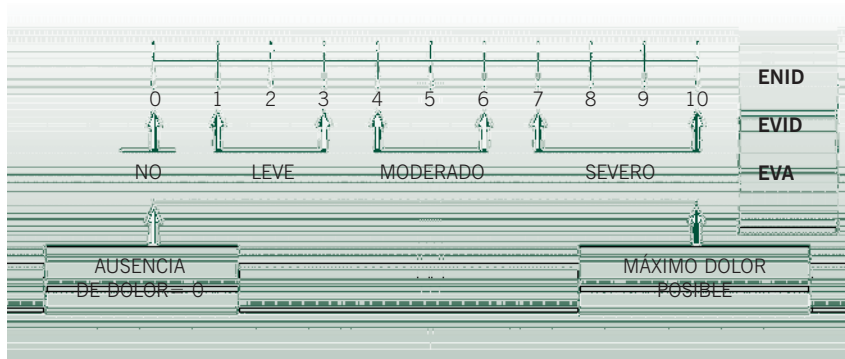 0 1 2 3 4 5 6 7 8 9 10
ENID
NO LEVE MODERADO SEVERO
EVID
EVA
AUSENCIA
DE DOLOR= 0
MÁXIMO DOLOR
POSIBLE